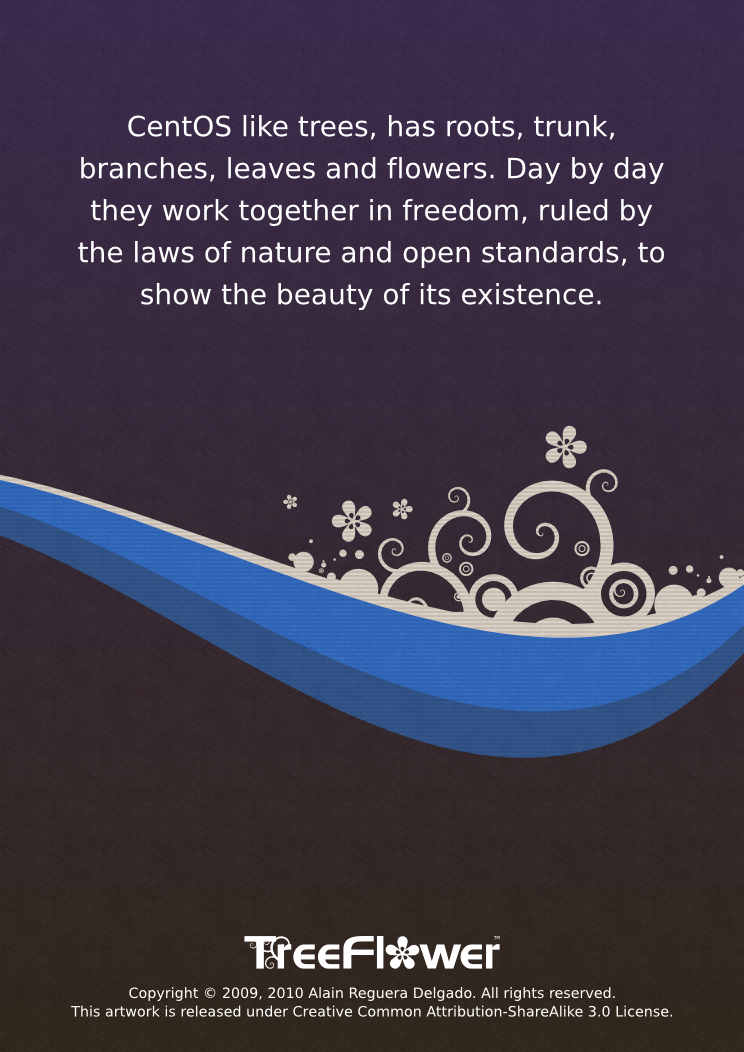 CentOS like trees, has roots, trunk,
branches, leaves and flowers. Day by day
they work together in freedom, ruled by
the laws of nature and open standards, to
show the beauty of its existence.
TreeFlower™
Copyright © 2009, 2010 Alain Reguera Delgado. All rights reserved.
This artwork is released under Creative Common Attribution-ShareAlike 3.0 License.